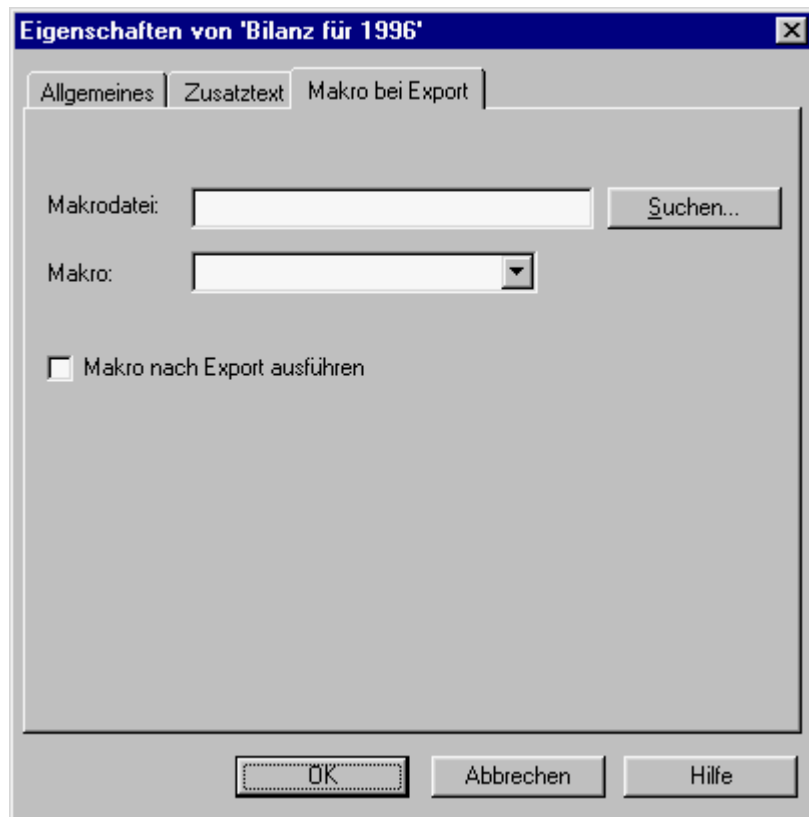 Eigenschaften von 'Bilanz für 1996'
Allgemeines Zusatztext Makro bei Export
Makrodatei: Suchen...
Makro:
Makro nach Export ausführen
OK Abbrechen Hilfe